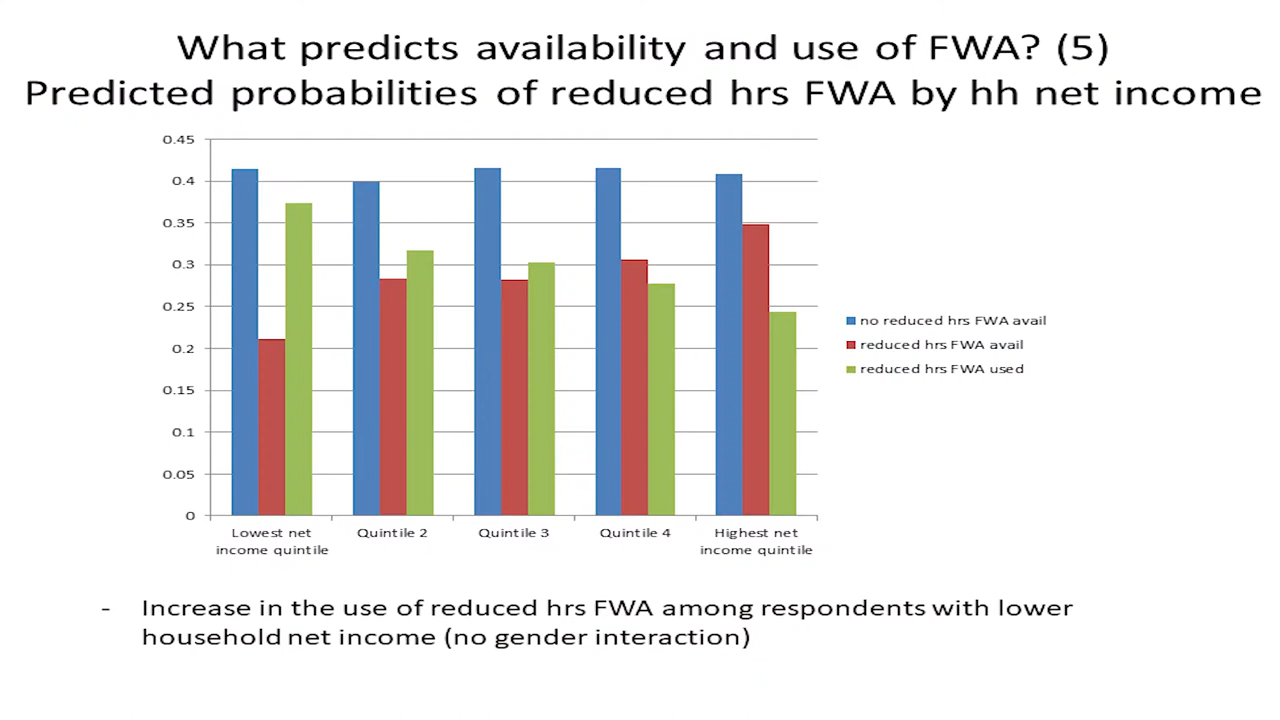 What predicts availability and use of FWA? (5)
Predicted probabilities of reduced hrs FWA by hh net income
0.45
0.4
0.35
0.3
0.25
0.2
0.15
0.1
0.05
0
Lowest net
income quintile
Quintile 2
Quintile 3
Quintile 4
Highest net
income quintile
no reduced hrs FWA avail
reduced hrs FWA avail
reduced hrs FWA used
- Increase in the use of reduced hrs FWA among respondents with lower
household net income (no gender interaction)